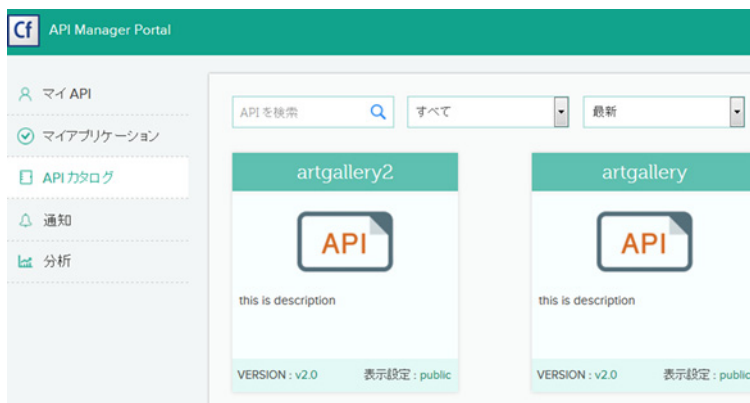 Cf API Manager Portal
マイ API
マイアプリケーション
API カタログ
通知
分析
APIを検索 すべて 最新
artgallery2 artgallery
API API
this is description this is description
VERSION : v2.0 表示設定 : public VERSION : v2.0 表示設定 : public